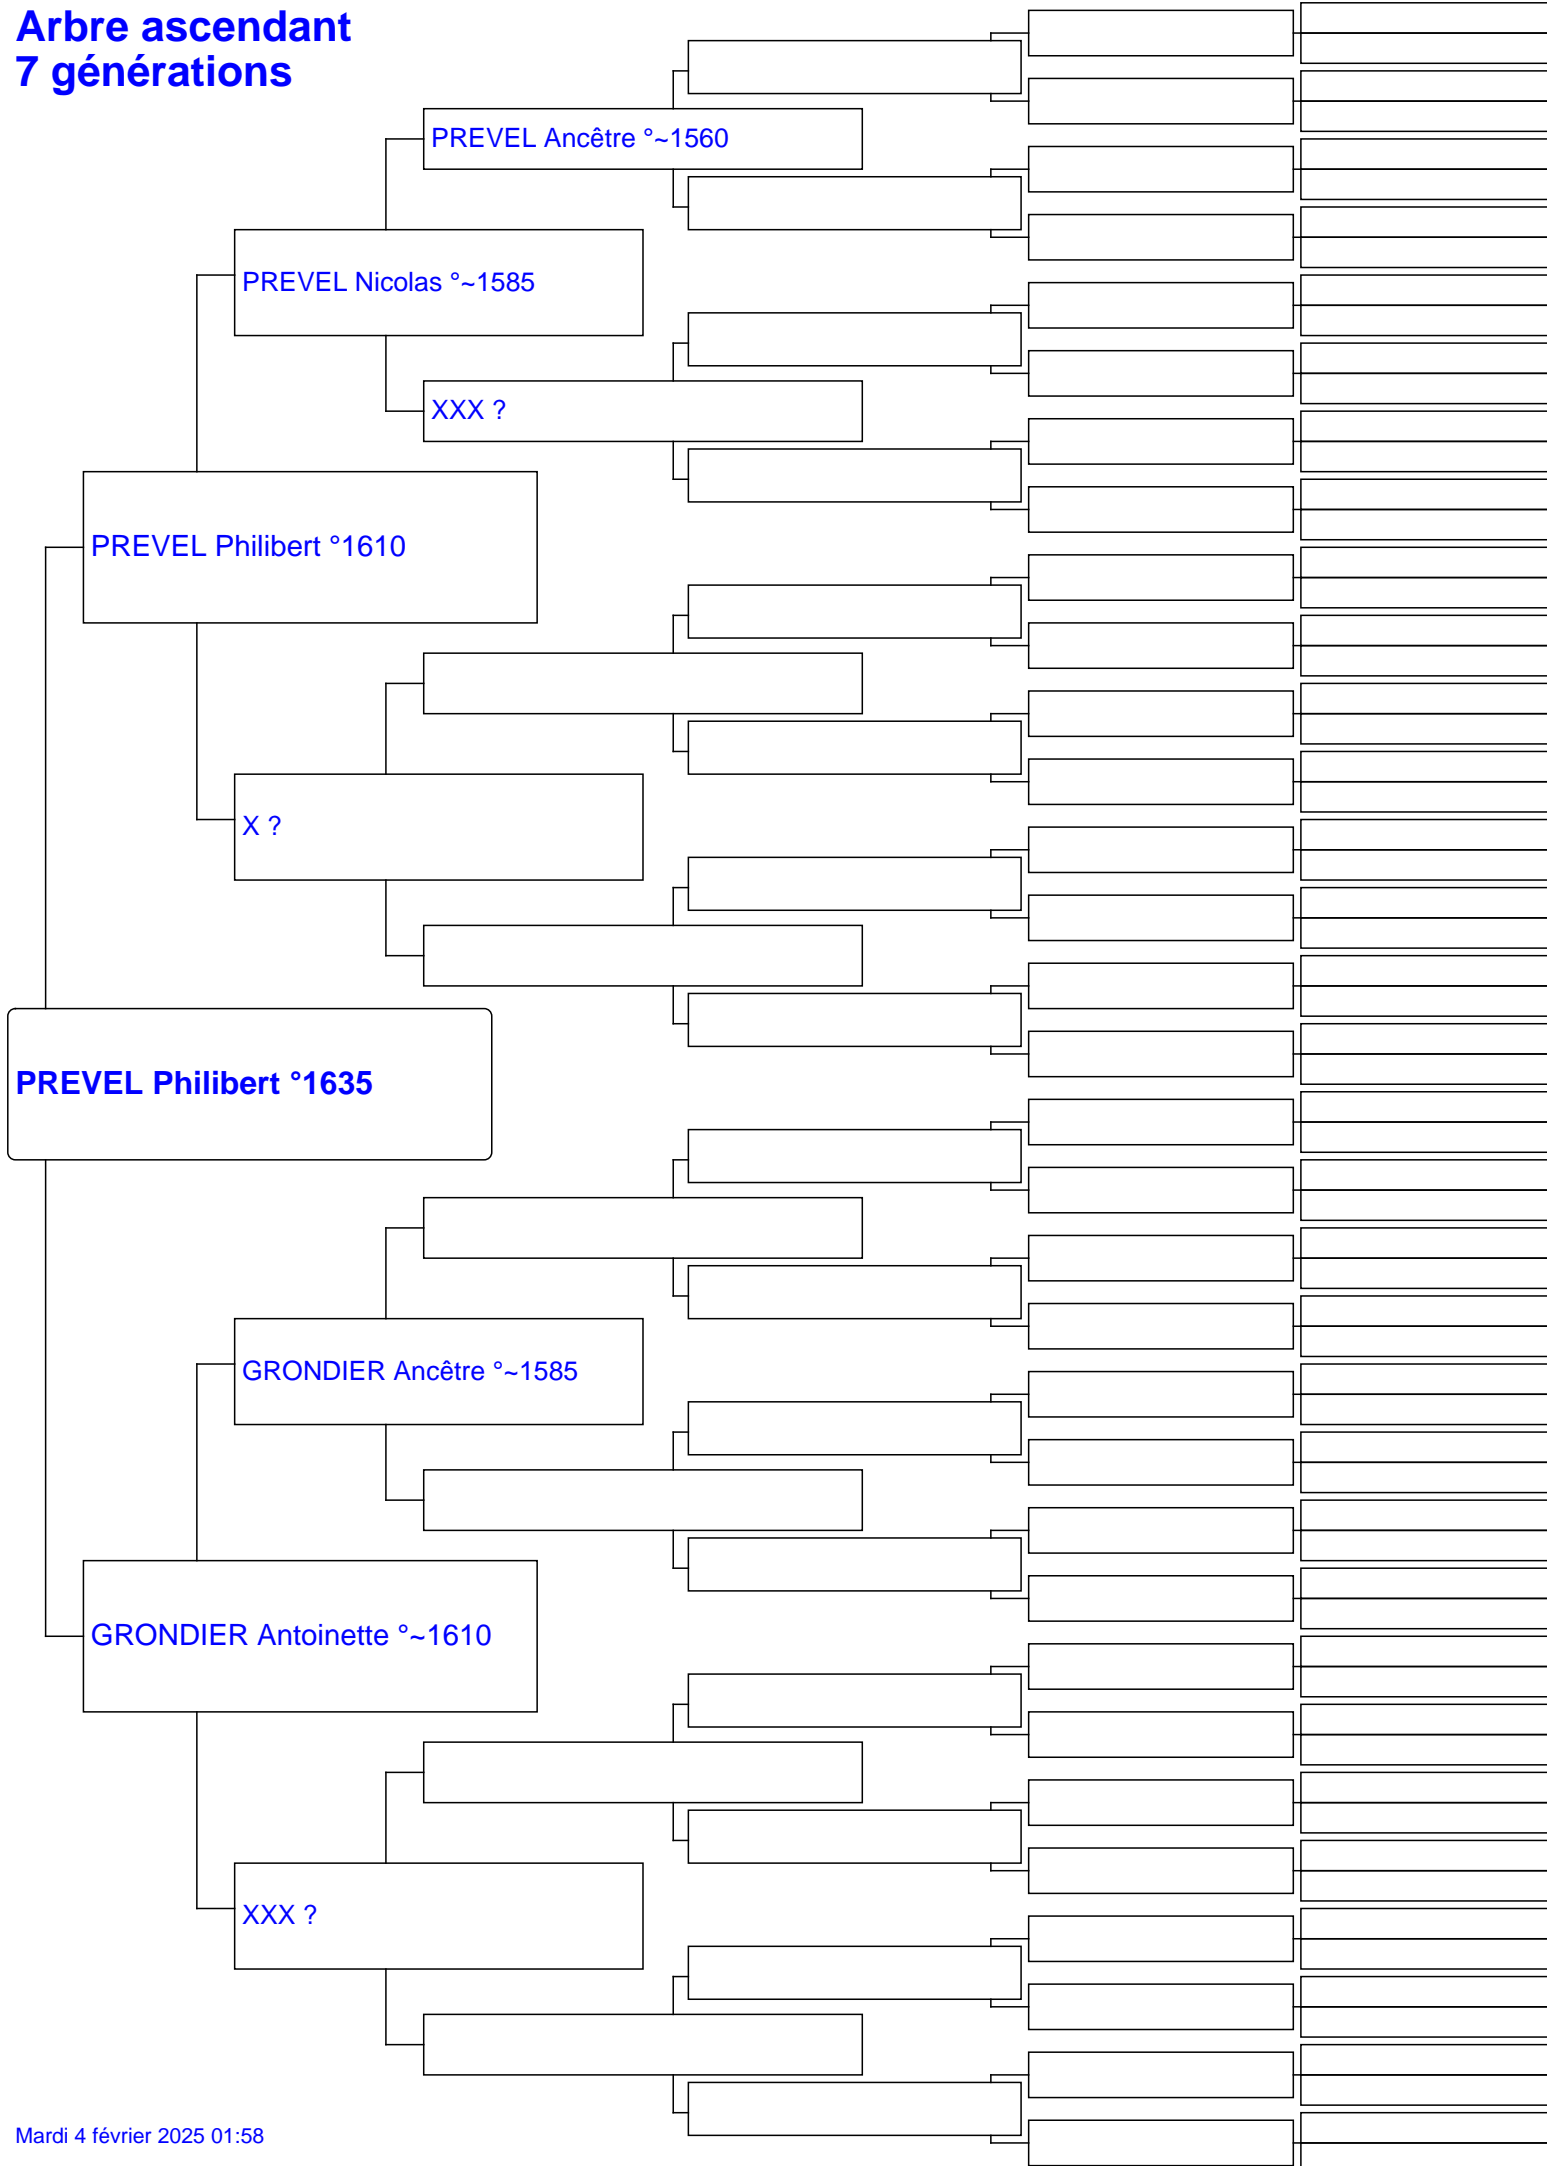 Arbre ascendant
7 générations
PREVEL Ancêtre °~1560
PREVEL Nicolas °~1585
XXX ?
PREVEL Philibert °1610
X ?
PREVEL Philibert °1635
GRONDIER Ancêtre °~1585
GRONDIER Antoinette °~1610
XXX ?
Mardi 4 février 2025 01:58